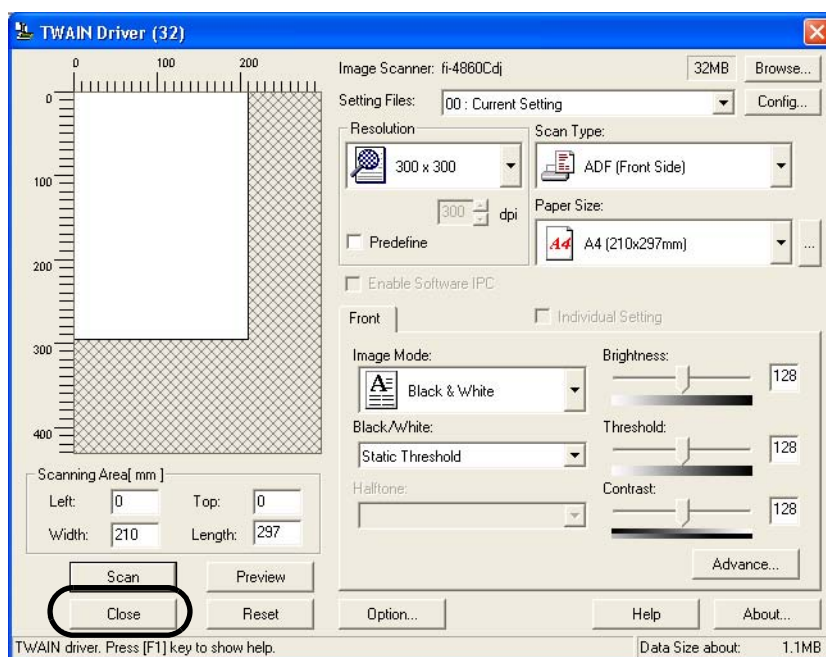 TWAIN Driver (32)
0 100 200
0
100
200
300
400
Image Scanner: fi-4860Cdj 32MB Browse...
Setting Files: 00 : Current Setting Config...
Resolution
300 x 300
300 dpi
Predefine
Scan Type:
ADF (Front Side)
Paper Size:
A4 A4 (210x297mm) ...
Enable Software IPC
Front
Individual Setting
Image Mode:
A Black & White
Black/White:
Static Threshold
Halftone:
Brightness:
128
Threshold:
128
Contrast:
128
Advance...
Scanning Area[ mm ]
Left: 0 Top: 0
Width: 210 Length: 297
Scan Preview
Close Reset Option... Help About...
TWAIN driver. Press [F1] key to show help. Data Size about: 1.1MB